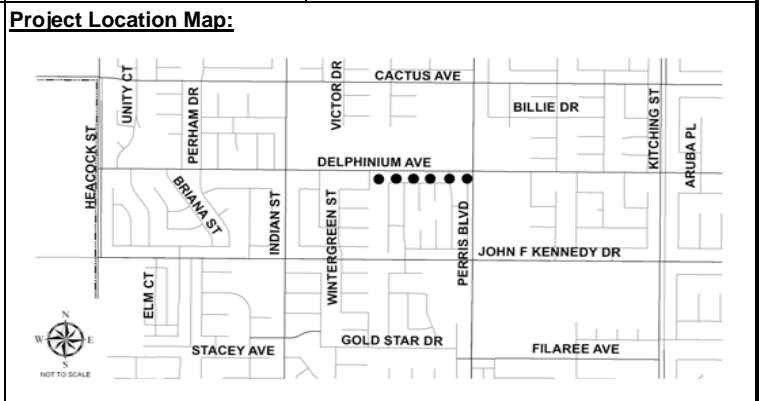 Project Location Map:
CACTUS AVE
UNITY CT
VICTOR DR
PERHAM DR
BILLIE DR
KITCHING ST
ARUBA PL
HEACOCK ST
DELPHINIUM AVE
BRIANA ST
INDIAN ST
WINTERGREEN ST
PERRIS BLVD
JOHN F KENNEDY DR
ELM CT
N
W E
S
NOT TO SCALE
STACEY AVE
GOLD STAR DR
FILAREE AVE